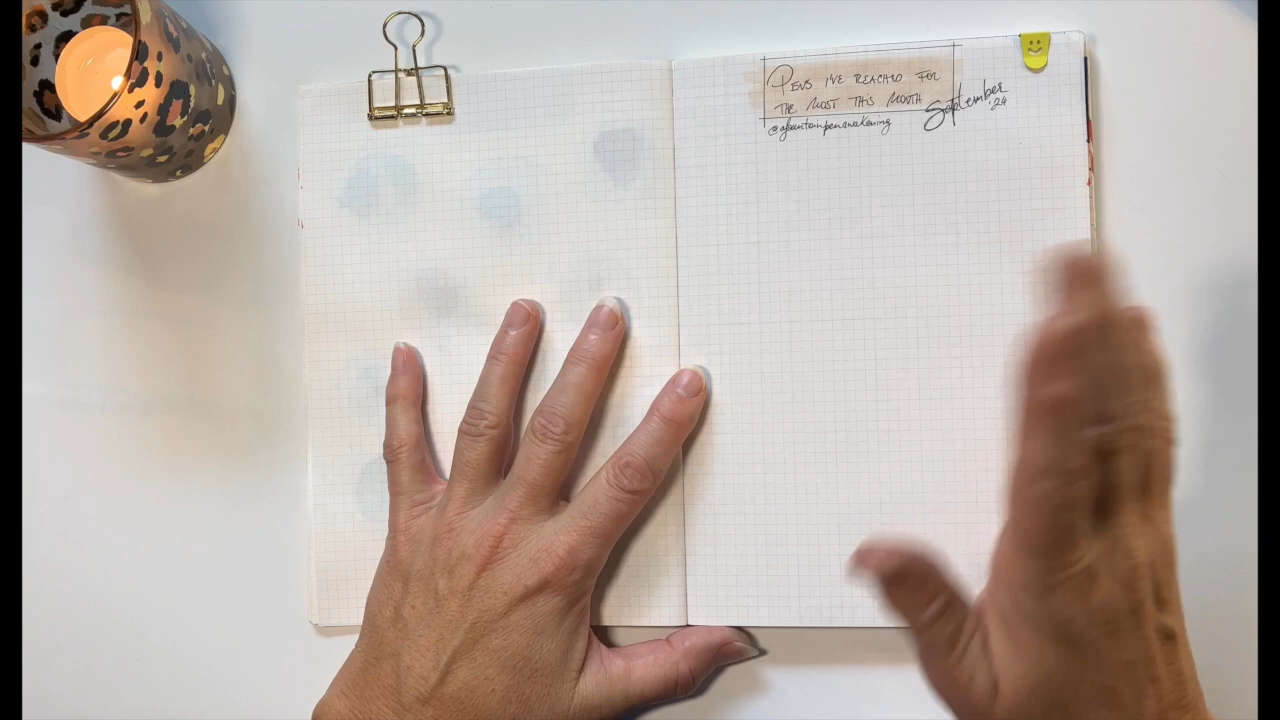 PENS I'VE REACHED FOR
THE MOST THIS MONTH
September
'24
@afountainpenawakening